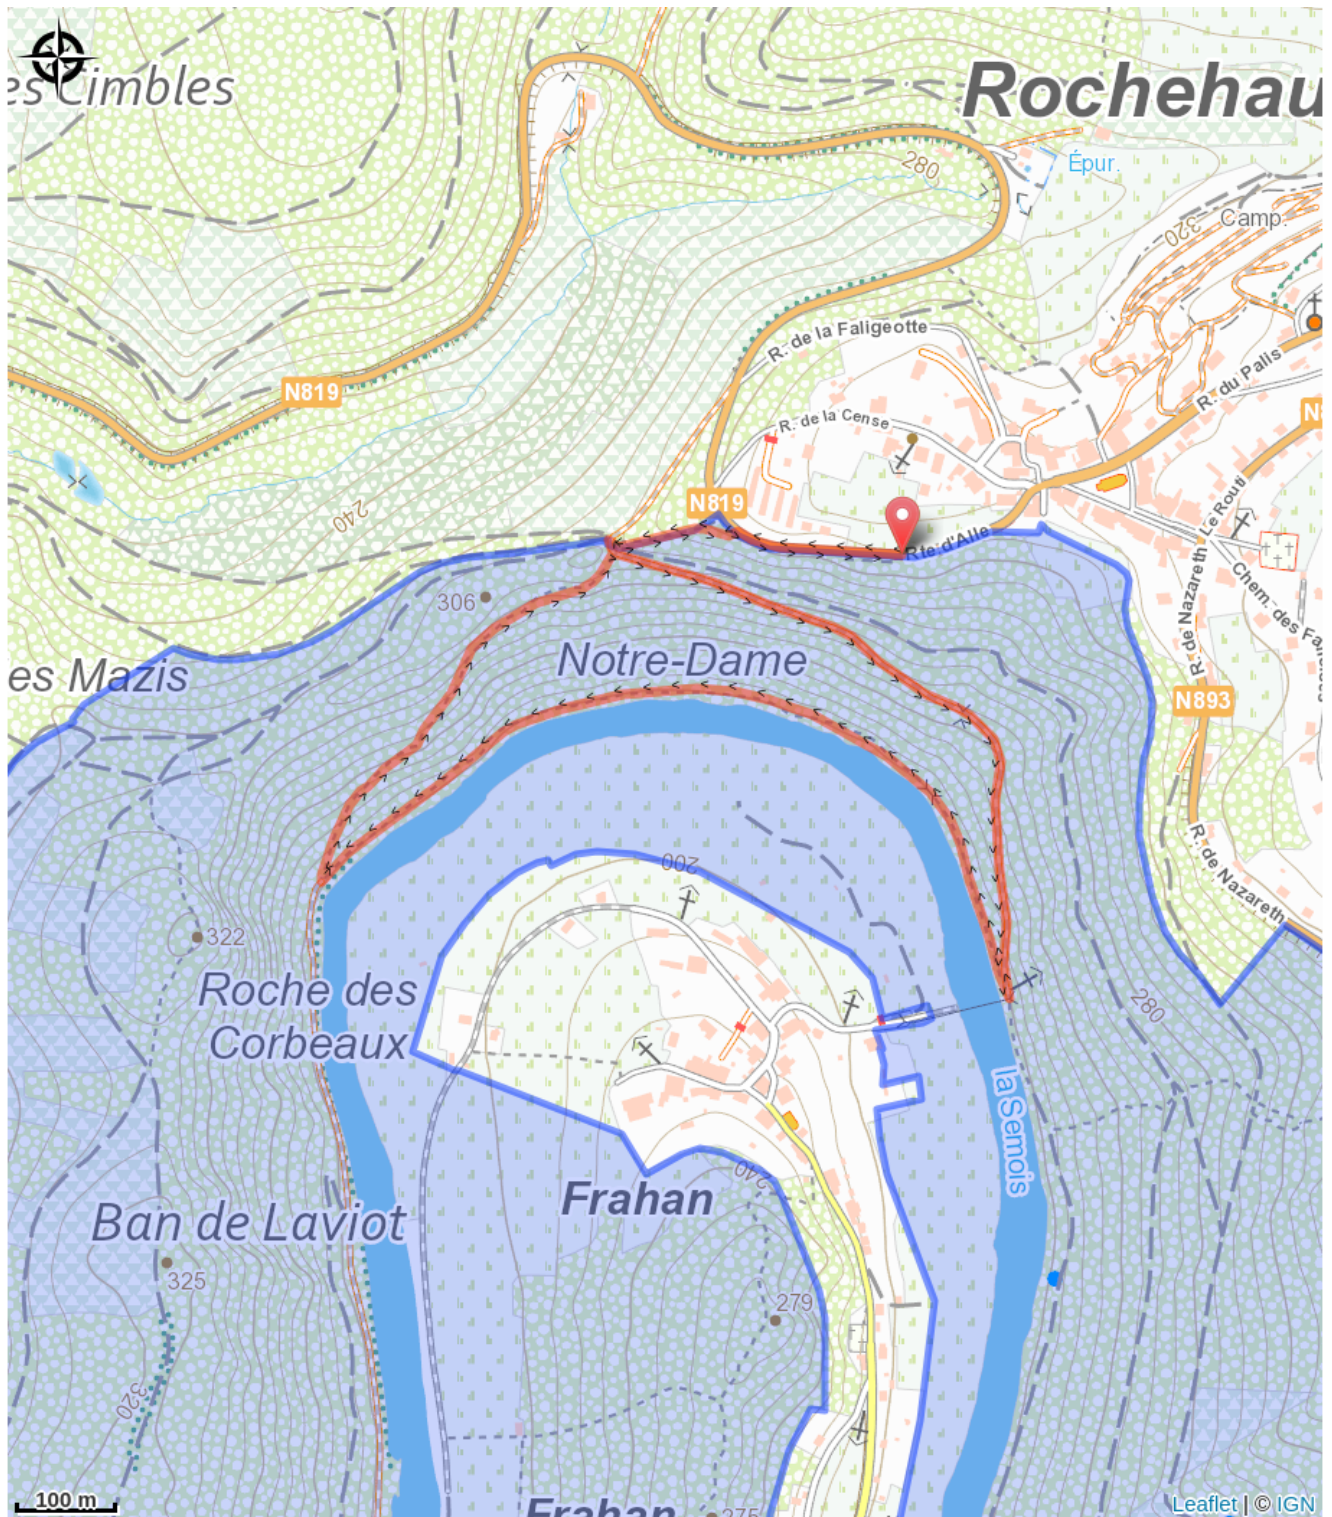 es Cimbles
Rochehau
Épur.
280
Camp.
320
R. de la Faligeotte
R. du Palis
N819
R. de la Cense
N8
N819
240
Rte d'Alle
Le Routi
306
R. de Nazareth
Chem. des Fa
Notre-Dame
es Mazis
N893
R. de Nazareth
200
322
Roche des
Corbeaux
280
la Semois
240
Frahan
Ban de Laviot
325
279
320
100 m
Frahan
275
Leaflet | © IGN